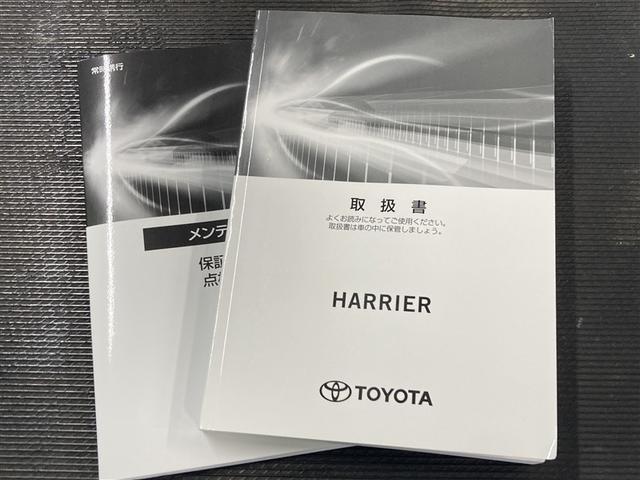 常時携行
メンテ
保証
点
取扱書
よくお読みになってご使用ください。
取扱書は車の中に保管しましょう。
HARRIER
TOYOTA